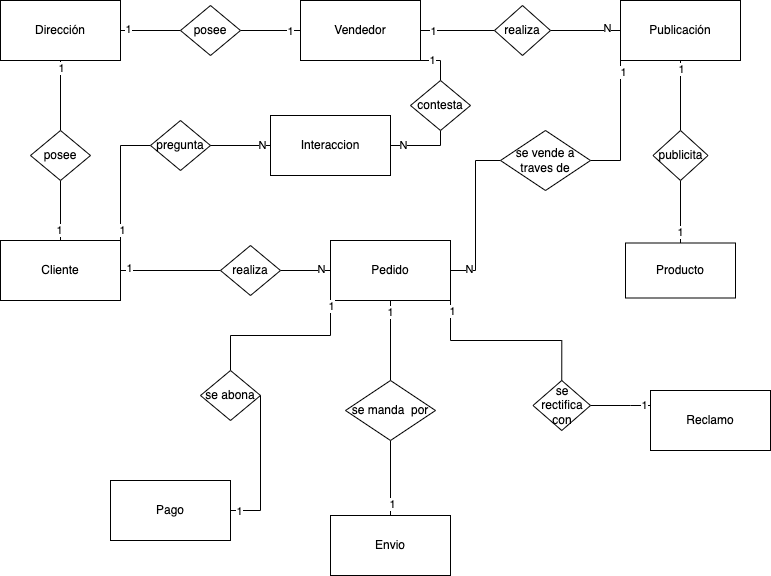 Dirección
1
posee
1
Vendedor
1
realiza
N
Publicación
1
1
1
1
contesta
posee
pregunta
N
Interaccion
N
se vende a
traves de
publicita
1
1
1
Cliente
1
realiza
N
Pedido
N
Producto
1
1
1
se abona
se manda por
se
rectifica
con
1
Reclamo
Pago
1
1
Envio